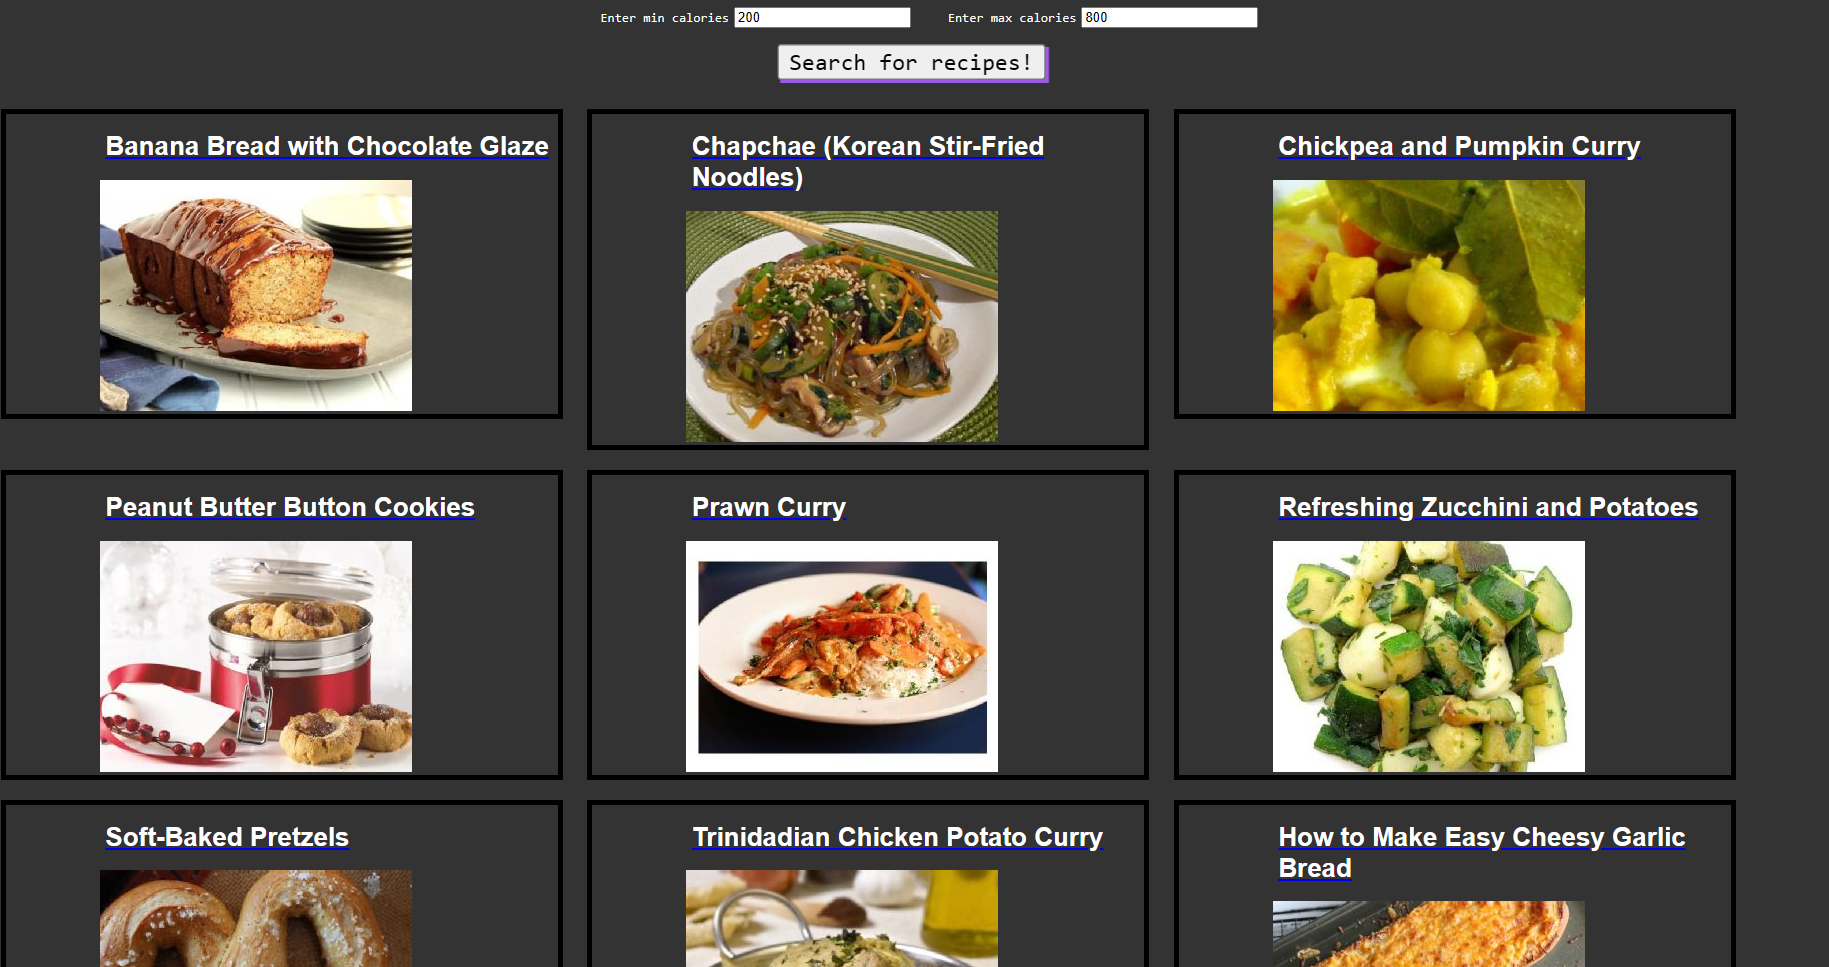 Enter min calories 200 Enter max calories 800
Search for recipes!
Banana Bread with Chocolate Glaze
Chapchae (Korean Stir-Fried
Noodles)
Chickpea and Pumpkin Curry
Peanut Butter Button Cookies
Prawn Curry
Refreshing Zucchini and Potatoes
Soft-Baked Pretzels
Trinidadian Chicken Potato Curry
How to Make Easy Cheesy Garlic
Bread